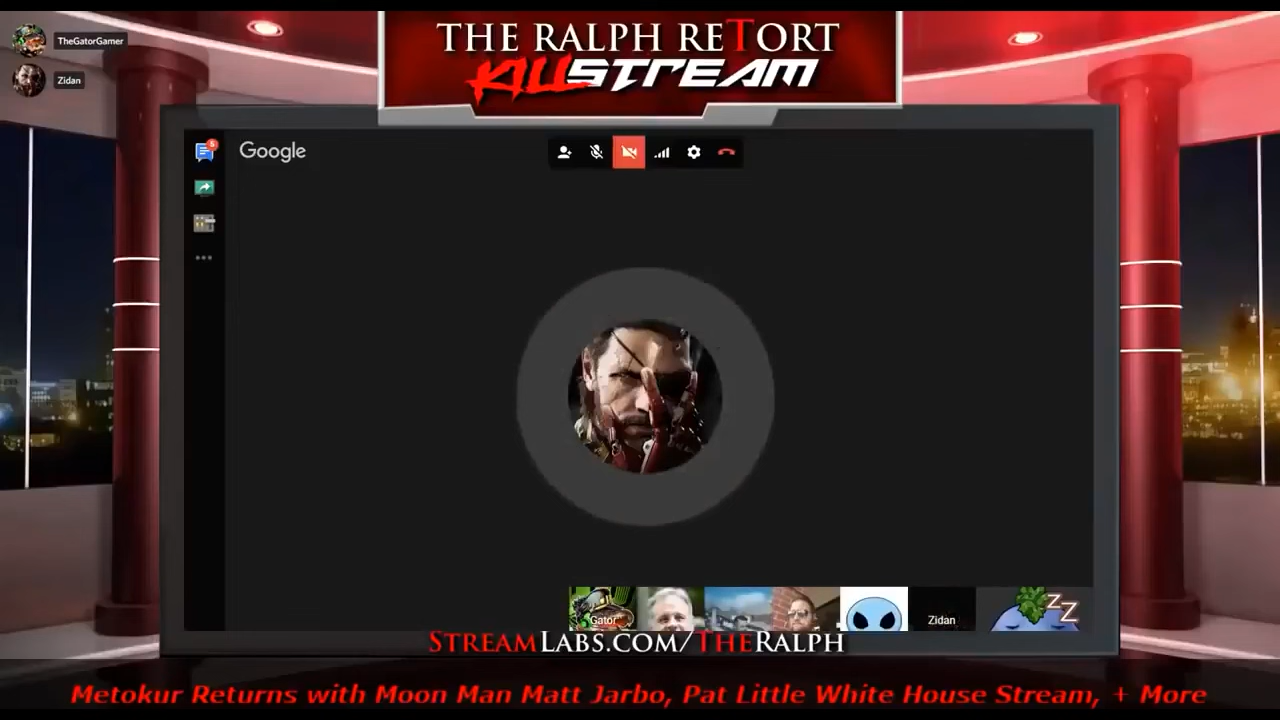 TheGatorGamer
Zidan
THE RALPH RETORT
KILLSTREAM
5
Google
Gator
Zidan
Z Z
STREAMLABS.COM/THERALPH
Metokur Returns with Moon Man Matt Jarbo, Pat Little White House Stream, + More